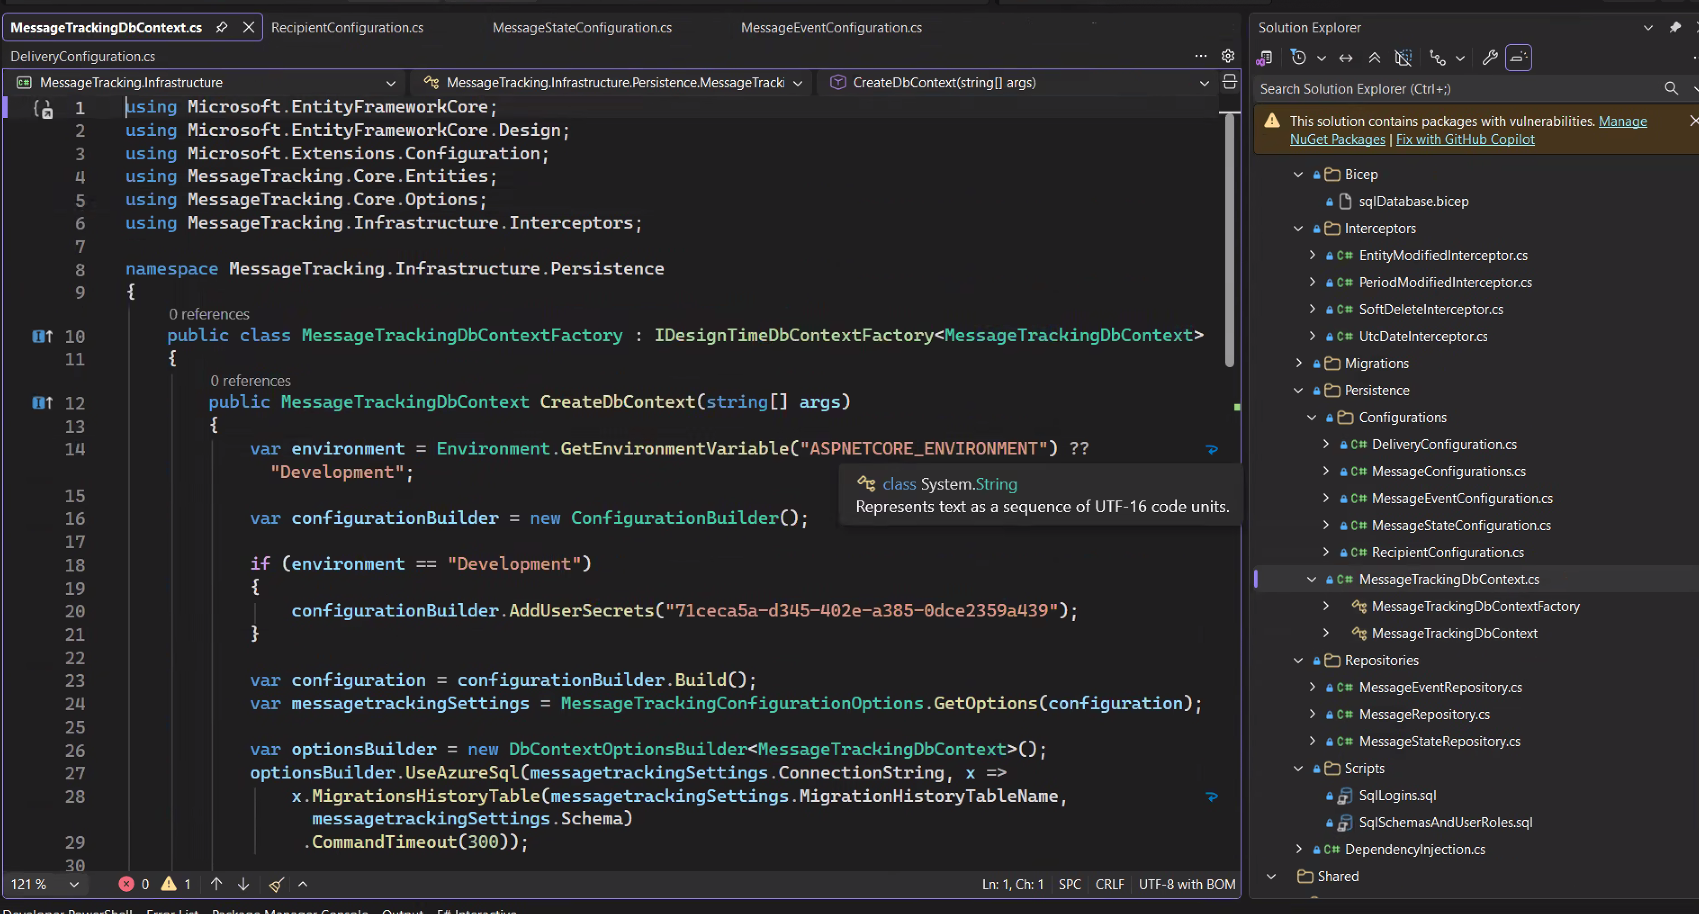 MessageTrackingDbContext.cs
RecipientConfiguration.cs
MessageStateConfiguration.cs
MessageEventConfiguration.cs
DeliveryConfiguration.cs
MessageTracking.Infrastructure
MessageTracking.Infrastructure.Persistence.MessageTracki
CreateDbContext(string[] args)
1 using Microsoft.EntityFrameworkCore;
2 using Microsoft.EntityFrameworkCore.Design;
3 using Microsoft.Extensions.Configuration;
4 using MessageTracking.Core.Entities;
5 using MessageTracking.Core.Options;
6 using MessageTracking.Infrastructure.Interceptors;
7
8 namespace MessageTracking.Infrastructure.Persistence
9 {
0 references
10 public class MessageTrackingDbContextFactory : IDesignTimeDbContextFactory<MessageTrackingDbContext>
11 {
0 references
12 public MessageTrackingDbContext CreateDbContext(string[] args)
13 {
14 var environment = Environment.GetEnvironmentVariable("ASPNETCORE_ENVIRONMENT") ??
"Development";
class System.String
Represents text as a sequence of UTF-16 code units.
15
16 var configurationBuilder = new ConfigurationBuilder();
17
18 if (environment == "Development")
19 {
20 configurationBuilder.AddUserSecrets("71ceca5a-d345-402e-a385-0dce2359a439");
21 }
22
23 var configuration = configurationBuilder.Build();
24 var messagetrackingSettings = MessageTrackingConfigurationOptions.GetOptions(configuration);
25
26 var optionsBuilder = new DbContextOptionsBuilder<MessageTrackingDbContext>();
27 optionsBuilder.UseAzureSql(messagetrackingSettings.ConnectionString, x =>
28 x.MigrationsHistoryTable(messagetrackingSettings.MigrationHistoryTableName,
messagetrackingSettings.Schema)
29 .CommandTimeout(300));
30
121 %
0
1
Ln: 1, Ch: 1
SPC
CRLF
UTF-8 with BOM
Developer PowerShell Error List Package Manager Console Output F# Interactive
Solution Explorer
Search Solution Explorer (Ctrl+;)
This solution contains packages with vulnerabilities. Manage
NuGet Packages | Fix with GitHub Copilot
Bicep
sqlDatabase.bicep
Interceptors
C# EntityModifiedInterceptor.cs
C# PeriodModifiedInterceptor.cs
C# SoftDeleteInterceptor.cs
C# UtcDateInterceptor.cs
Migrations
Persistence
Configurations
C# DeliveryConfiguration.cs
C# MessageConfigurations.cs
C# MessageEventConfiguration.cs
C# MessageStateConfiguration.cs
C# RecipientConfiguration.cs
C# MessageTrackingDbContext.cs
MessageTrackingDbContextFactory
MessageTrackingDbContext
Repositories
C# MessageEventRepository.cs
C# MessageRepository.cs
C# MessageStateRepository.cs
Scripts
SqlLogins.sql
SqlSchemasAndUserRoles.sql
C# DependencyInjection.cs
Shared